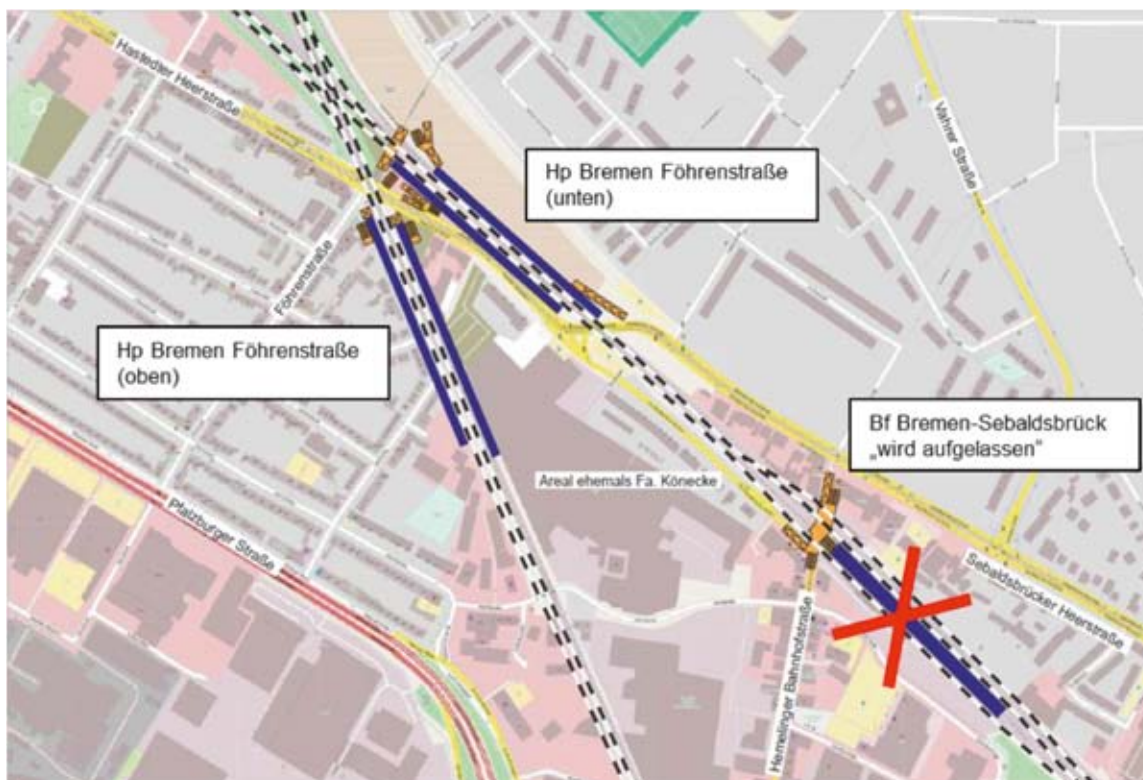 Hastedter Heerstraße
Vahrer Straße
Hp Bremen Föhrenstraße
(unten)
Föhrenstraße
Hp Bremen Föhrenstraße
(oben)
Bf Bremen-Sebaldsbrück
„wird aufgelassen“
Areal ehemals Fa. Könecke
Pfalzburger Straße
Sebaldsbrücker Heerstraße
Hemelinger Bahnhofstraße